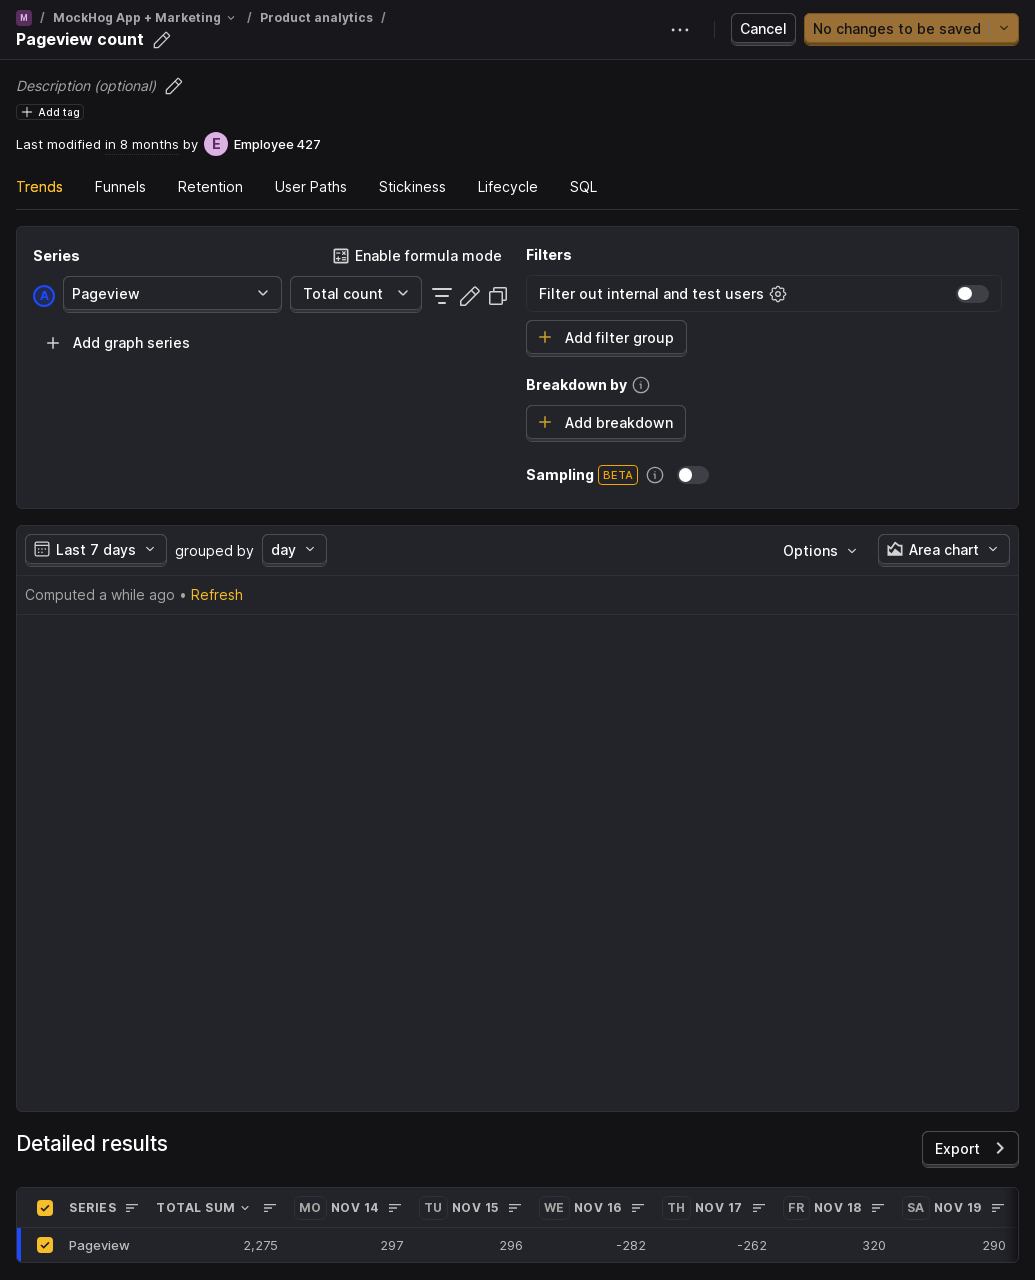 M / MockHog App + Marketing / Product analytics /
Pageview count
Cancel
No changes to be saved
Description (optional)
Add tag
Last modified in 8 months by E Employee 427
Trends Funnels Retention User Paths Stickiness Lifecycle SQL
Series
Enable formula mode
A Pageview Total count
Add graph series
Filters
Filter out internal and test users
Add filter group
Breakdown by
Add breakdown
Sampling BETA
Last 7 days grouped by day
Options Area chart
Computed a while ago • Refresh
Detailed results
Export
SERIES TOTAL SUM MO NOV 14 TU NOV 15 WE NOV 16 TH NOV 17 FR NOV 18 SA NOV 19
Pageview 2,275 297 296 -282 -262 320 290